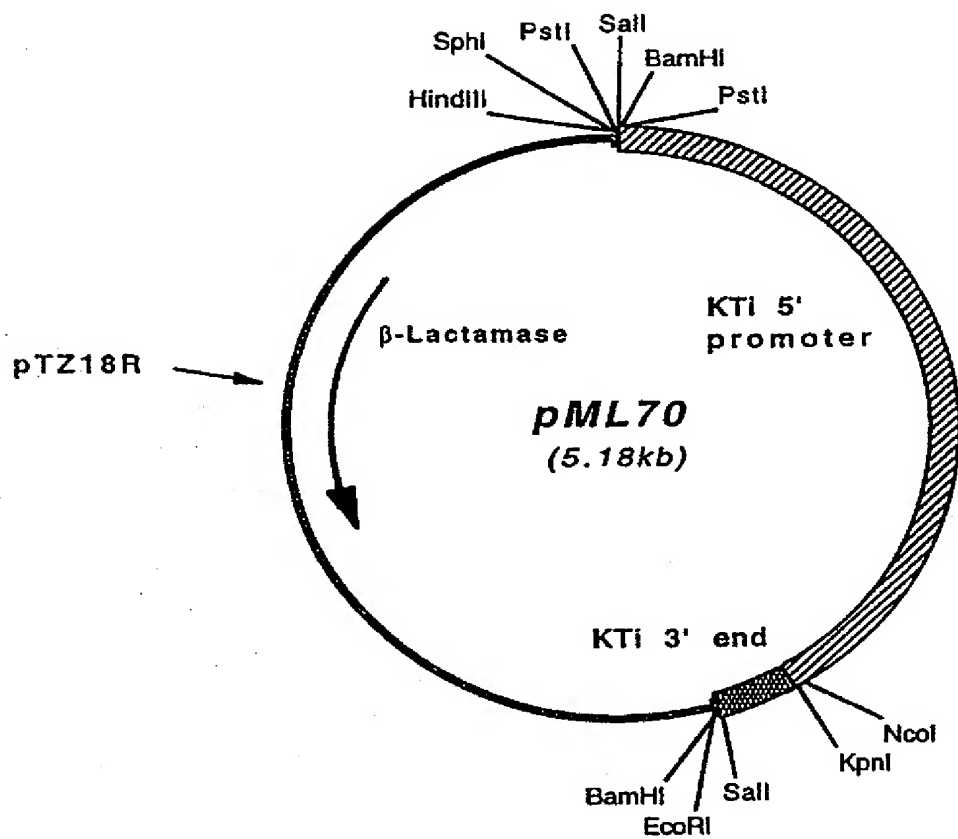 SphI
PstI
SalI
BamHI
HindIII
PstI
KTi 5'
promoter
β-Lactamase
pTZ18R
pML70
(5.18kb)
KTi 3' end
NcoI
KpnI
BamHI
SalI
EcoRI